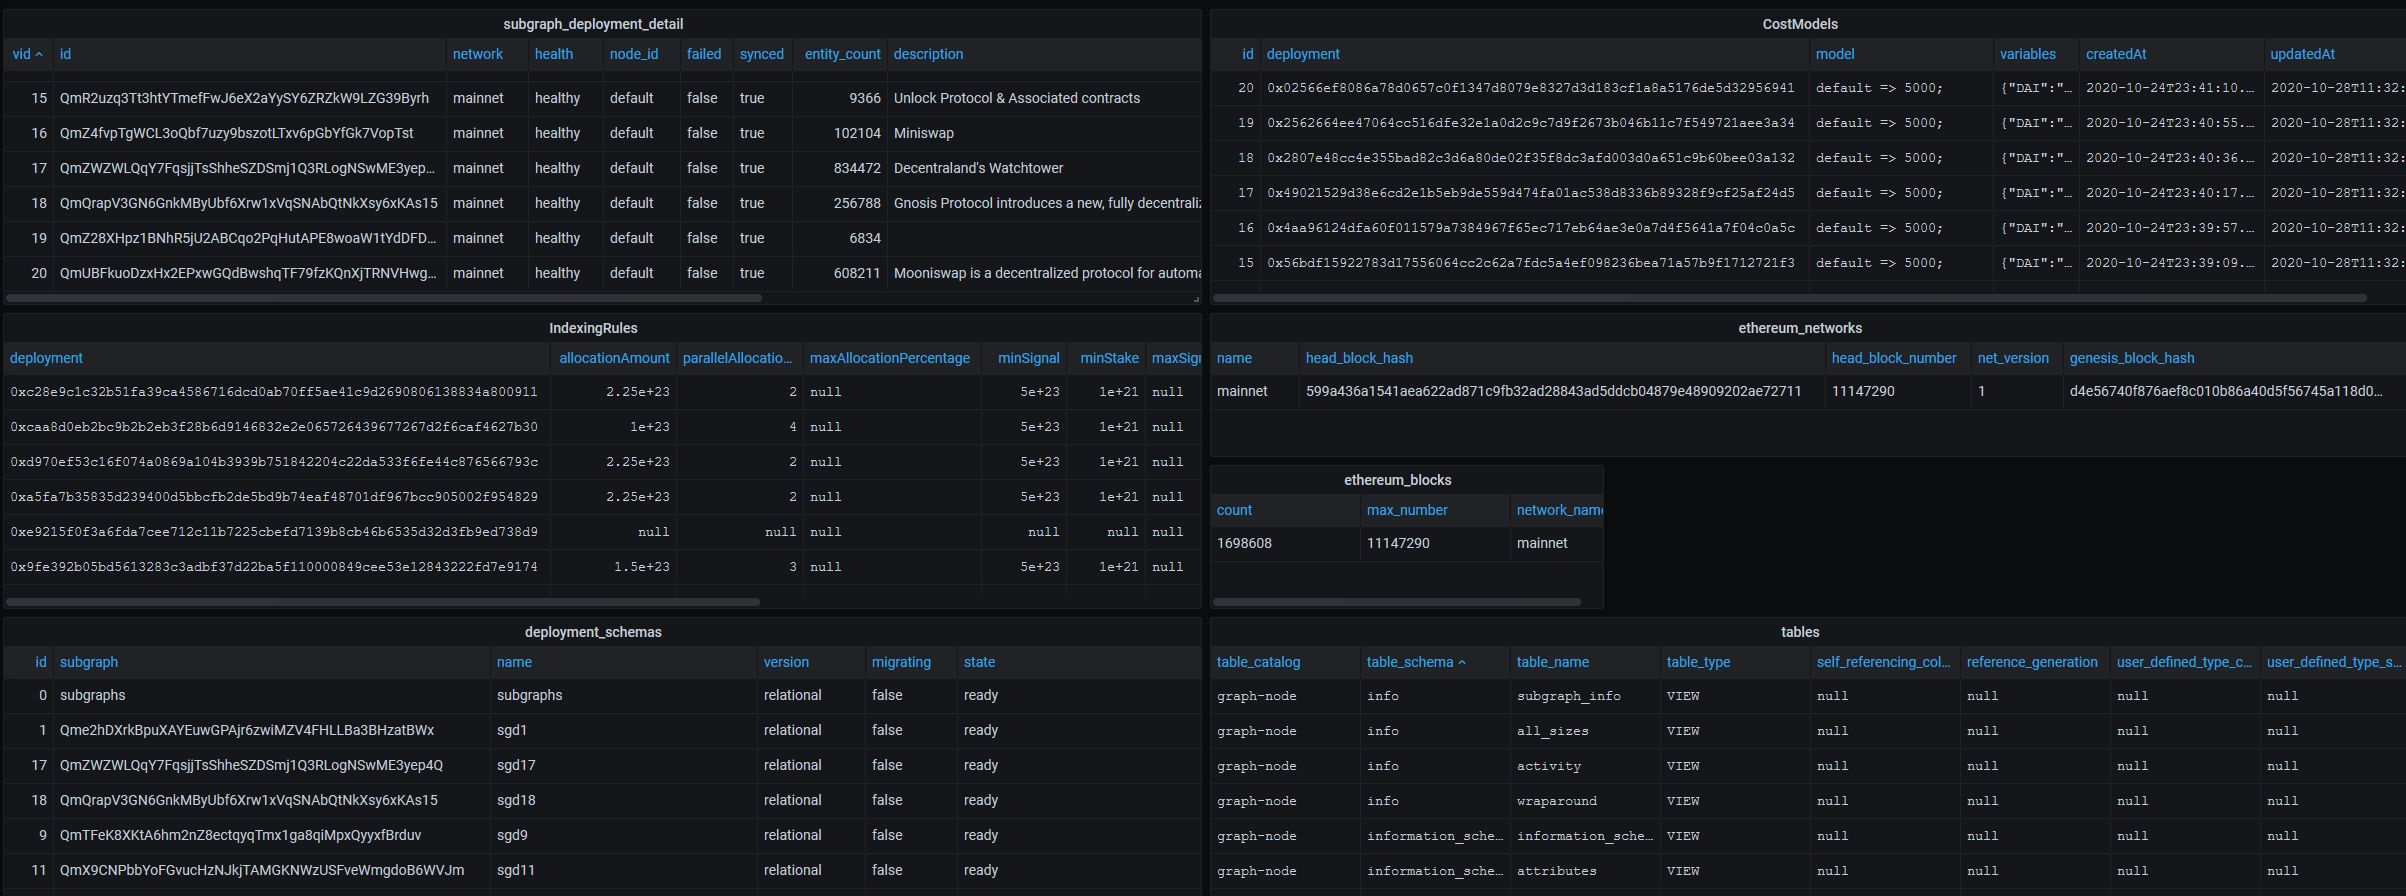 subgraph_deployment_detail
vid id network health node_id failed synced entity_count description
15 QmR2uzq3Tt3htYTmefFwJ6eX2aYySY6ZRZkW9LZG39Byrh mainnet healthy default false true 9366 Unlock Protocol & Associated contracts
16 QmZ4fvpTgWCL3oQbf7uzy9bszotLTxv6pGbYfGk7VopTst mainnet healthy default false true 102104 Miniswap
17 QmZWZWLQqY7FqsjjTsShheSZDSmj1Q3RLogNSwME3yep... mainnet healthy default false true 834472 Decentraland's Watchtower
18 QmQrapV3GN6GnkMByUbf6Xrw1xVqSNAbQtNkXsy6xKAs15 mainnet healthy default false true 256788 Gnosis Protocol introduces a new, fully decentraliz
19 QmZ28XHpz1BNhR5jU2ABCqo2PqHutAPE8woaW1tYdDFD... mainnet healthy default false true 6834
20 QmUBFkuoDzxHx2EPxwGQdBwshqTF79fzKQnXjTRNVHwg... mainnet healthy default false true 608211 Mooniswap is a decentralized protocol for automa
CostModels
id deployment model variables createdAt updatedAt
20 0x02566ef8086a78d0657c0f1347d8079e8327d3d183cf1a8a5176de5d32956941 default => 5000; {"DAI":"... 2020-10-24T23:41:10.... 2020-10-28T11:32:
19 0x2562664ee47064cc516dfe32e1a0d2c9c7d9f2673b046b11c7f549721aee3a34 default => 5000; {"DAI":"... 2020-10-24T23:40:55.... 2020-10-28T11:32:
18 0x2807e48cc4e355bad82c3d6a80de02f35f8dc3afd003d0a651c9b60bee03a132 default => 5000; {"DAI":"... 2020-10-24T23:40:36.... 2020-10-28T11:32:
17 0x49021529d38e6cd2e1b5eb9de559d474fa01ac538d8336b89328f9cf25af24d5 default => 5000; {"DAI":"... 2020-10-24T23:40:17.... 2020-10-28T11:32:
16 0x4aa96124dfa60f011579a7384967f65ec717eb64ae3e0a7d4f5641a7f04c0a5c default => 5000; {"DAI":"... 2020-10-24T23:39:57.... 2020-10-28T11:32:
15 0x56bdf15922783d17556064cc2c62a7fdc5a4ef098236bea71a57b9f1712721f3 default => 5000; {"DAI":"... 2020-10-24T23:39:09.... 2020-10-28T11:32:
IndexingRules
deployment allocationAmount parallelAllocatio... maxAllocationPercentage minSignal minStake maxSign
0xc28e9c1c32b51fa39ca4586716dcd0ab70ff5ae41c9d2690806138834a800911 2.25e+23 2 null 5e+23 1e+21 null
0xcaa8d0eb2bc9b2b2eb3f28b6d9146832e2e065726439677267d2f6caf4627b30 1e+23 4 null 5e+23 1e+21 null
0xd970ef53c16f074a0869a104b3939b751842204c22da533f6fe44c876566793c 2.25e+23 2 null 5e+23 1e+21 null
0xa5fa7b35835d239400d5bbcfb2de5bd9b74eaf48701df967bcc905002f954829 2.25e+23 2 null 5e+23 1e+21 null
0xe9215f0f3a6fda7cee712c11b7225cbefd7139b8cb46b6535d32d3fb9ed738d9 null null null null null null
0x9fe392b05bd5613283c3adbf37d22ba5f110000849cee53e12843222fd7e9174 1.5e+23 3 null 5e+23 1e+21 null
ethereum_networks
name head_block_hash head_block_number net_version genesis_block_hash
mainnet 599a436a1541aea622ad871c9fb32ad28843ad5ddcb04879e48909202ae72711 11147290 1 d4e56740f876aef8c010b86a40d5f56745a118d0...
ethereum_blocks
count max_number network_name
1698608 11147290 mainnet
deployment_schemas
id subgraph name version migrating state
0 subgraphs subgraphs relational false ready
1 Qme2hDXrkBpuXAYEuwGPAjr6zwiMZV4FHLLBa3BHzatBWx sgd1 relational false ready
17 QmZWZWLQqY7FqsjjTsShheSZDSmj1Q3RLogNSwME3yep4Q sgd17 relational false ready
18 QmQrapV3GN6GnkMByUbf6Xrw1xVqSNAbQtNkXsy6xKAs15 sgd18 relational false ready
9 QmTFeK8XKtA6hm2nZ8ectqyqTmx1ga8qiMpxQyyxfBrduv sgd9 relational false ready
11 QmX9CNPbbYoFGvucHzNJkjTAMGKNWzUSFveWmgdoB6WVJm sgd11 relational false ready
tables
table_catalog table_schema table_name table_type self_referencing_col... reference_generation user_defined_type_c... user_defined_type_s...
graph-node info subgraph_info VIEW null null null null
graph-node info all_sizes VIEW null null null null
graph-node info activity VIEW null null null null
graph-node info wraparound VIEW null null null null
graph-node information_sche... information_sche... VIEW null null null null
graph-node information_sche... attributes VIEW null null null null